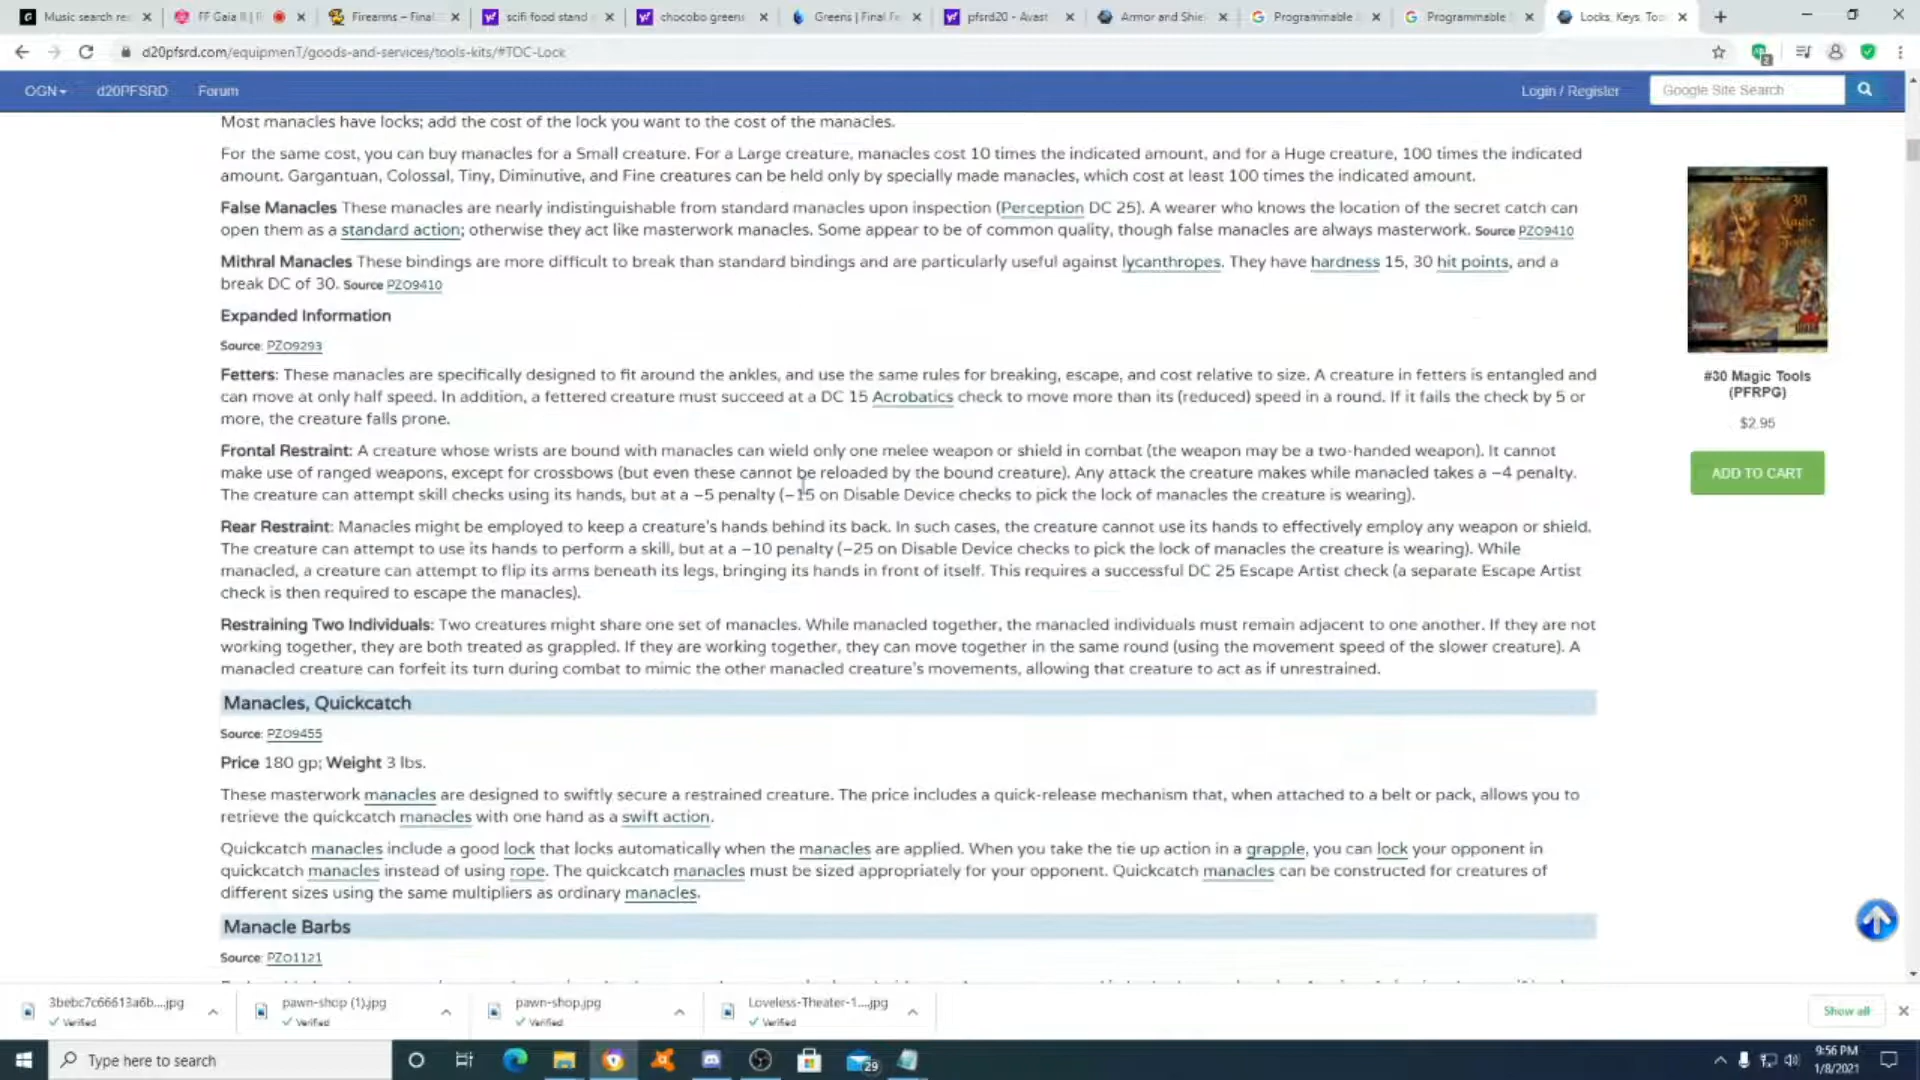 Music search re
FF Gaia II | R
Firearms – Final
scifi food stand
chocobo greens
Greens | Final Fa
pfsrd20 - Avast
Armor and Shie
Programmable
Programmable
Locks, Keys, Too
d20pfsrd.com/equipmenT/goods-and-services/tools-kits/#TOC-Lock
2
OGN
d20PFSRD
Forum
Login / Register
Google Site Search
Most manacles have locks; add the cost of the lock you want to the cost of the manacles.
For the same cost, you can buy manacles for a Small creature. For a Large creature, manacles cost 10 times the indicated amount, and for a Huge creature, 100 times the indicated
amount. Gargantuan, Colossal, Tiny, Diminutive, and Fine creatures can be held only by specially made manacles, which cost at least 100 times the indicated amount.
False Manacles These manacles are nearly indistinguishable from standard manacles upon inspection (Perception DC 25). A wearer who knows the location of the secret catch can
open them as a standard action; otherwise they act like masterwork manacles. Some appear to be of common quality, though false manacles are always masterwork. Source PZO9410
Mithral Manacles These bindings are more difficult to break than standard bindings and are particularly useful against lycanthropes. They have hardness 15, 30 hit points, and a
break DC of 30. Source PZO9410
Expanded Information
Source: PZO9293
Fetters: These manacles are specifically designed to fit around the ankles, and use the same rules for breaking, escape, and cost relative to size. A creature in fetters is entangled and
can move at only half speed. In addition, a fettered creature must succeed at a DC 15 Acrobatics check to move more than its (reduced) speed in a round. If it fails the check by 5 or
more, the creature falls prone.
Frontal Restraint: A creature whose wrists are bound with manacles can wield only one melee weapon or shield in combat (the weapon may be a two-handed weapon). It cannot
make use of ranged weapons, except for crossbows (but even these cannot be reloaded by the bound creature). Any attack the creature makes while manacled takes a −4 penalty.
The creature can attempt skill checks using its hands, but at a −5 penalty (−15 on Disable Device checks to pick the lock of manacles the creature is wearing).
Rear Restraint: Manacles might be employed to keep a creature's hands behind its back. In such cases, the creature cannot use its hands to effectively employ any weapon or shield.
The creature can attempt to use its hands to perform a skill, but at a −10 penalty (−25 on Disable Device checks to pick the lock of manacles the creature is wearing). While
manacled, a creature can attempt to flip its arms beneath its legs, bringing its hands in front of itself. This requires a successful DC 25 Escape Artist check (a separate Escape Artist
check is then required to escape the manacles).
Restraining Two Individuals: Two creatures might share one set of manacles. While manacled together, the manacled individuals must remain adjacent to one another. If they are not
working together, they are both treated as grappled. If they are working together, they can move together in the same round (using the movement speed of the slower creature). A
manacled creature can forfeit its turn during combat to mimic the other manacled creature's movements, allowing that creature to act as if unrestrained.
Manacles, Quickcatch
Source: PZO9455
Price 180 gp; Weight 3 lbs.
These masterwork manacles are designed to swiftly secure a restrained creature. The price includes a quick-release mechanism that, when attached to a belt or pack, allows you to
retrieve the quickcatch manacles with one hand as a swift action.
Quickcatch manacles include a good lock that locks automatically when the manacles are applied. When you take the tie up action in a grapple, you can lock your opponent in
quickcatch manacles instead of using rope. The quickcatch manacles must be sized appropriately for your opponent. Quickcatch manacles can be constructed for creatures of
different sizes using the same multipliers as ordinary manacles.
Manacle Barbs
Source: PZO1121
30
Magic
#30 Magic Tools
(PFRPG)
$2.95
ADD TO CART
3bebc7c66613a6b....jpg
Verified
pawn-shop (1).jpg
Verified
pawn-shop.jpg
Verified
Loveless-Theater-1....jpg
Verified
Show all
Type here to search
29
9:56 PM
1/8/2021